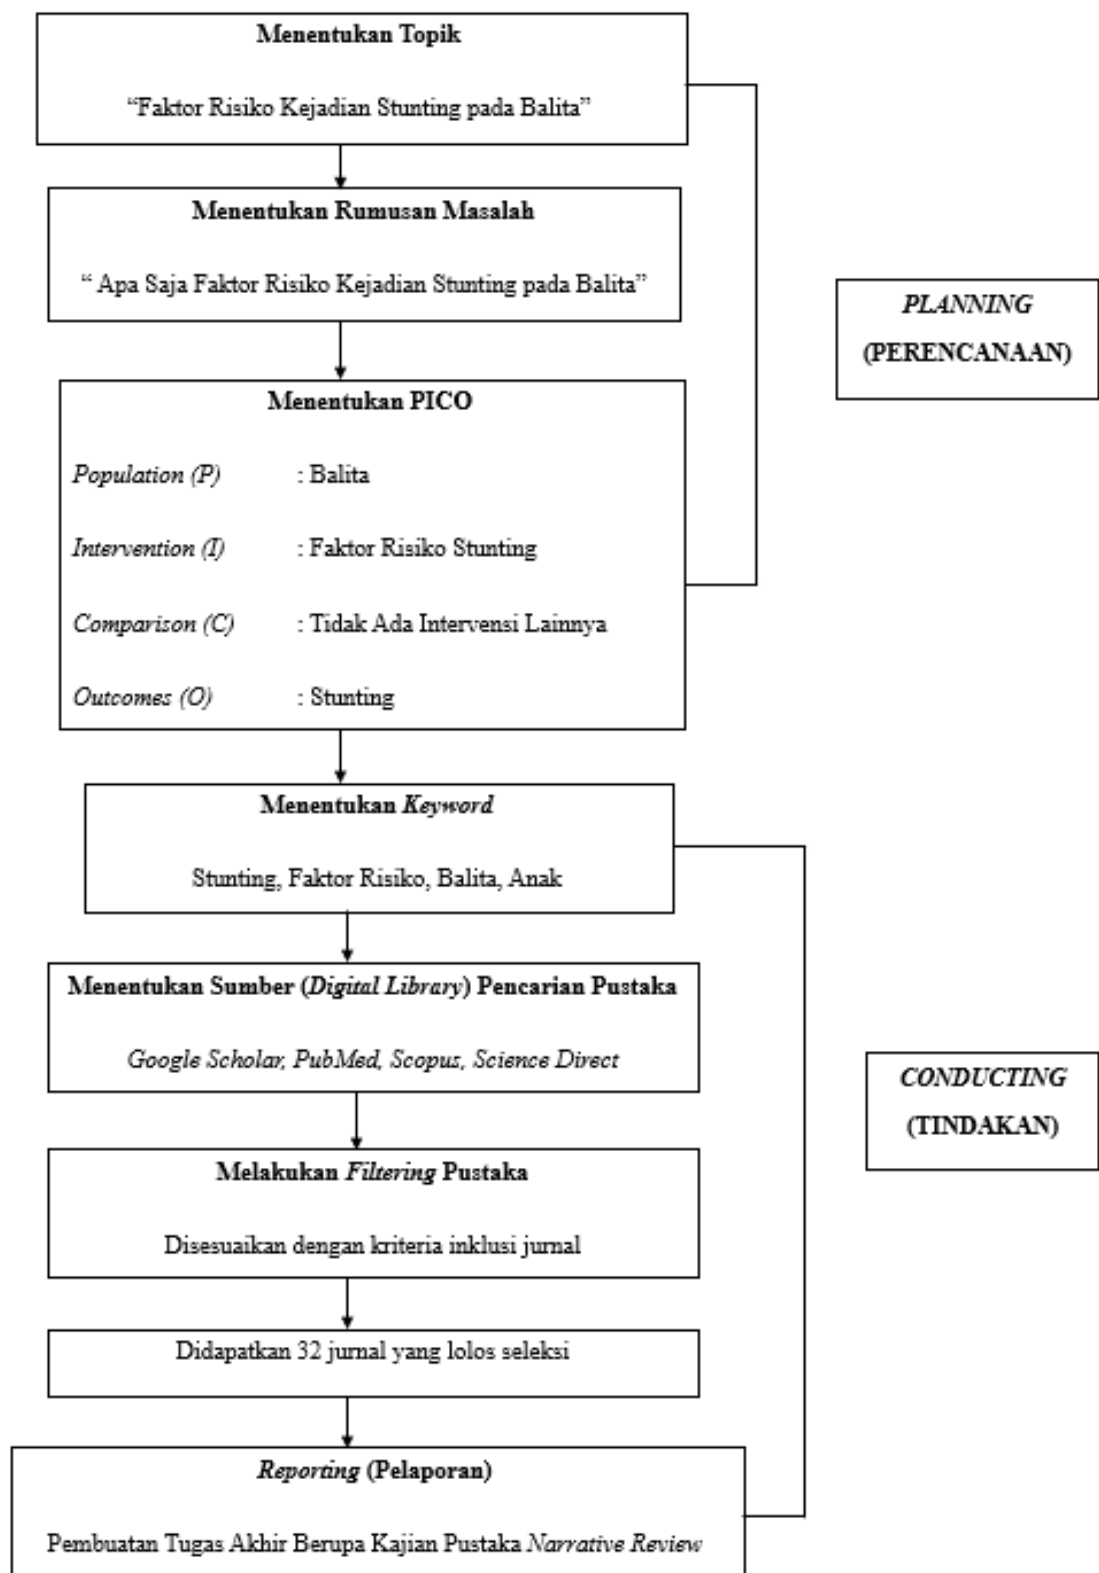 Menentukan Topik
“Faktor Risiko Kejadian Stunting pada Balita”
Menentukan Rumusan Masalah
“ Apa Saja Faktor Risiko Kejadian Stunting pada Balita”
PLANNING
(PERENCANAAN)
Menentukan PICO
Population (P) : Balita
Intervention (I) : Faktor Risiko Stunting
Comparison (C) : Tidak Ada Intervensi Lainnya
Outcomes (O) : Stunting
Menentukan Keyword
Stunting, Faktor Risiko, Balita, Anak
Menentukan Sumber (Digital Library) Pencarian Pustaka
Google Scholar, PubMed, Scopus, Science Direct
CONDUCTING
(TINDAKAN)
Melakukan Filtering Pustaka
Disesuaikan dengan kriteria inklusi jurnal
Didapatkan 32 jurnal yang lolos seleksi
Reporting (Pelaporan)
Pembuatan Tugas Akhir Berupa Kajian Pustaka Narrative Review